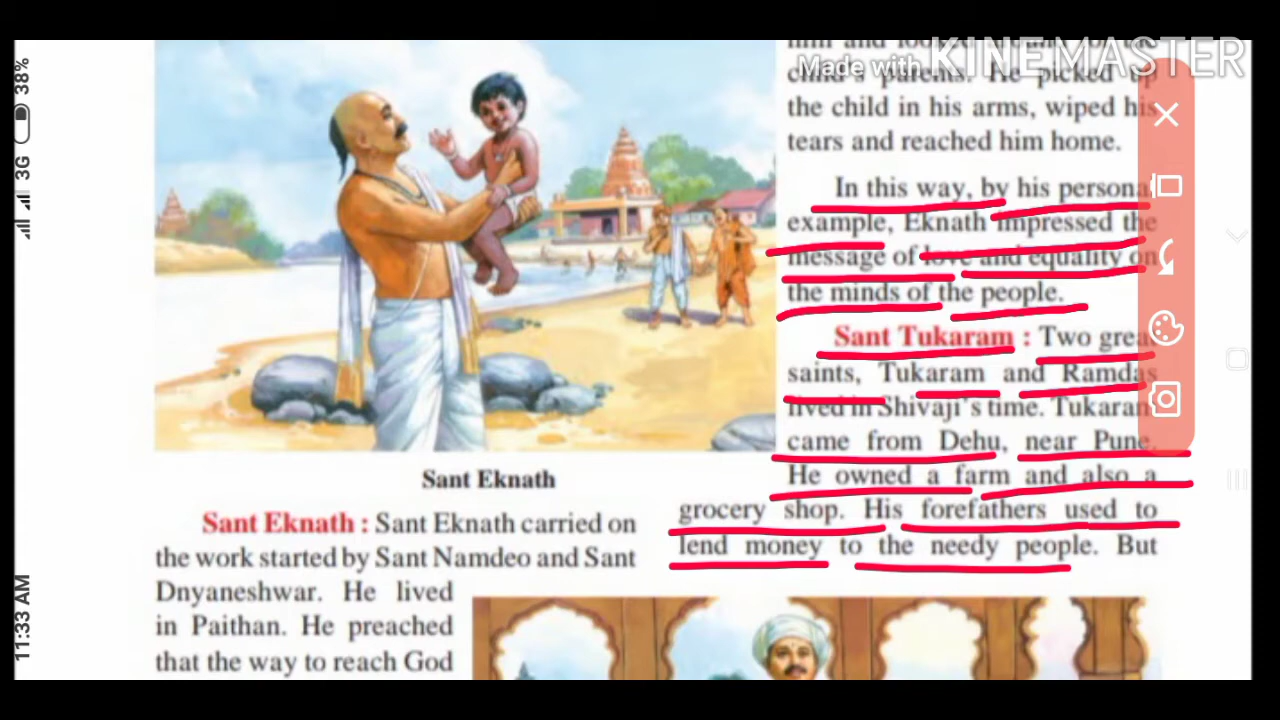 38%
3G
11:33 AM
Made with KINEMASTER
Sant Eknath
Sant Eknath : Sant Eknath carried on
the work started by Sant Namdeo and Sant
Dnyaneshwar. He lived
in Paithan. He preached
that the way to reach God
him and
child's parents. He picked up
the child in his arms, wiped his
tears and reached him home.
In this way, by his persona
example, Eknath impressed the
message of love and equality on
the minds of the people.
Sant Tukaram : Two grea
saints, Tukaram and Ramdas
lived in Shivaji's time. Tukaram
came from Dehu, near Pune.
He owned a farm and also a
grocery shop. His forefathers used to
lend money to the needy people. But